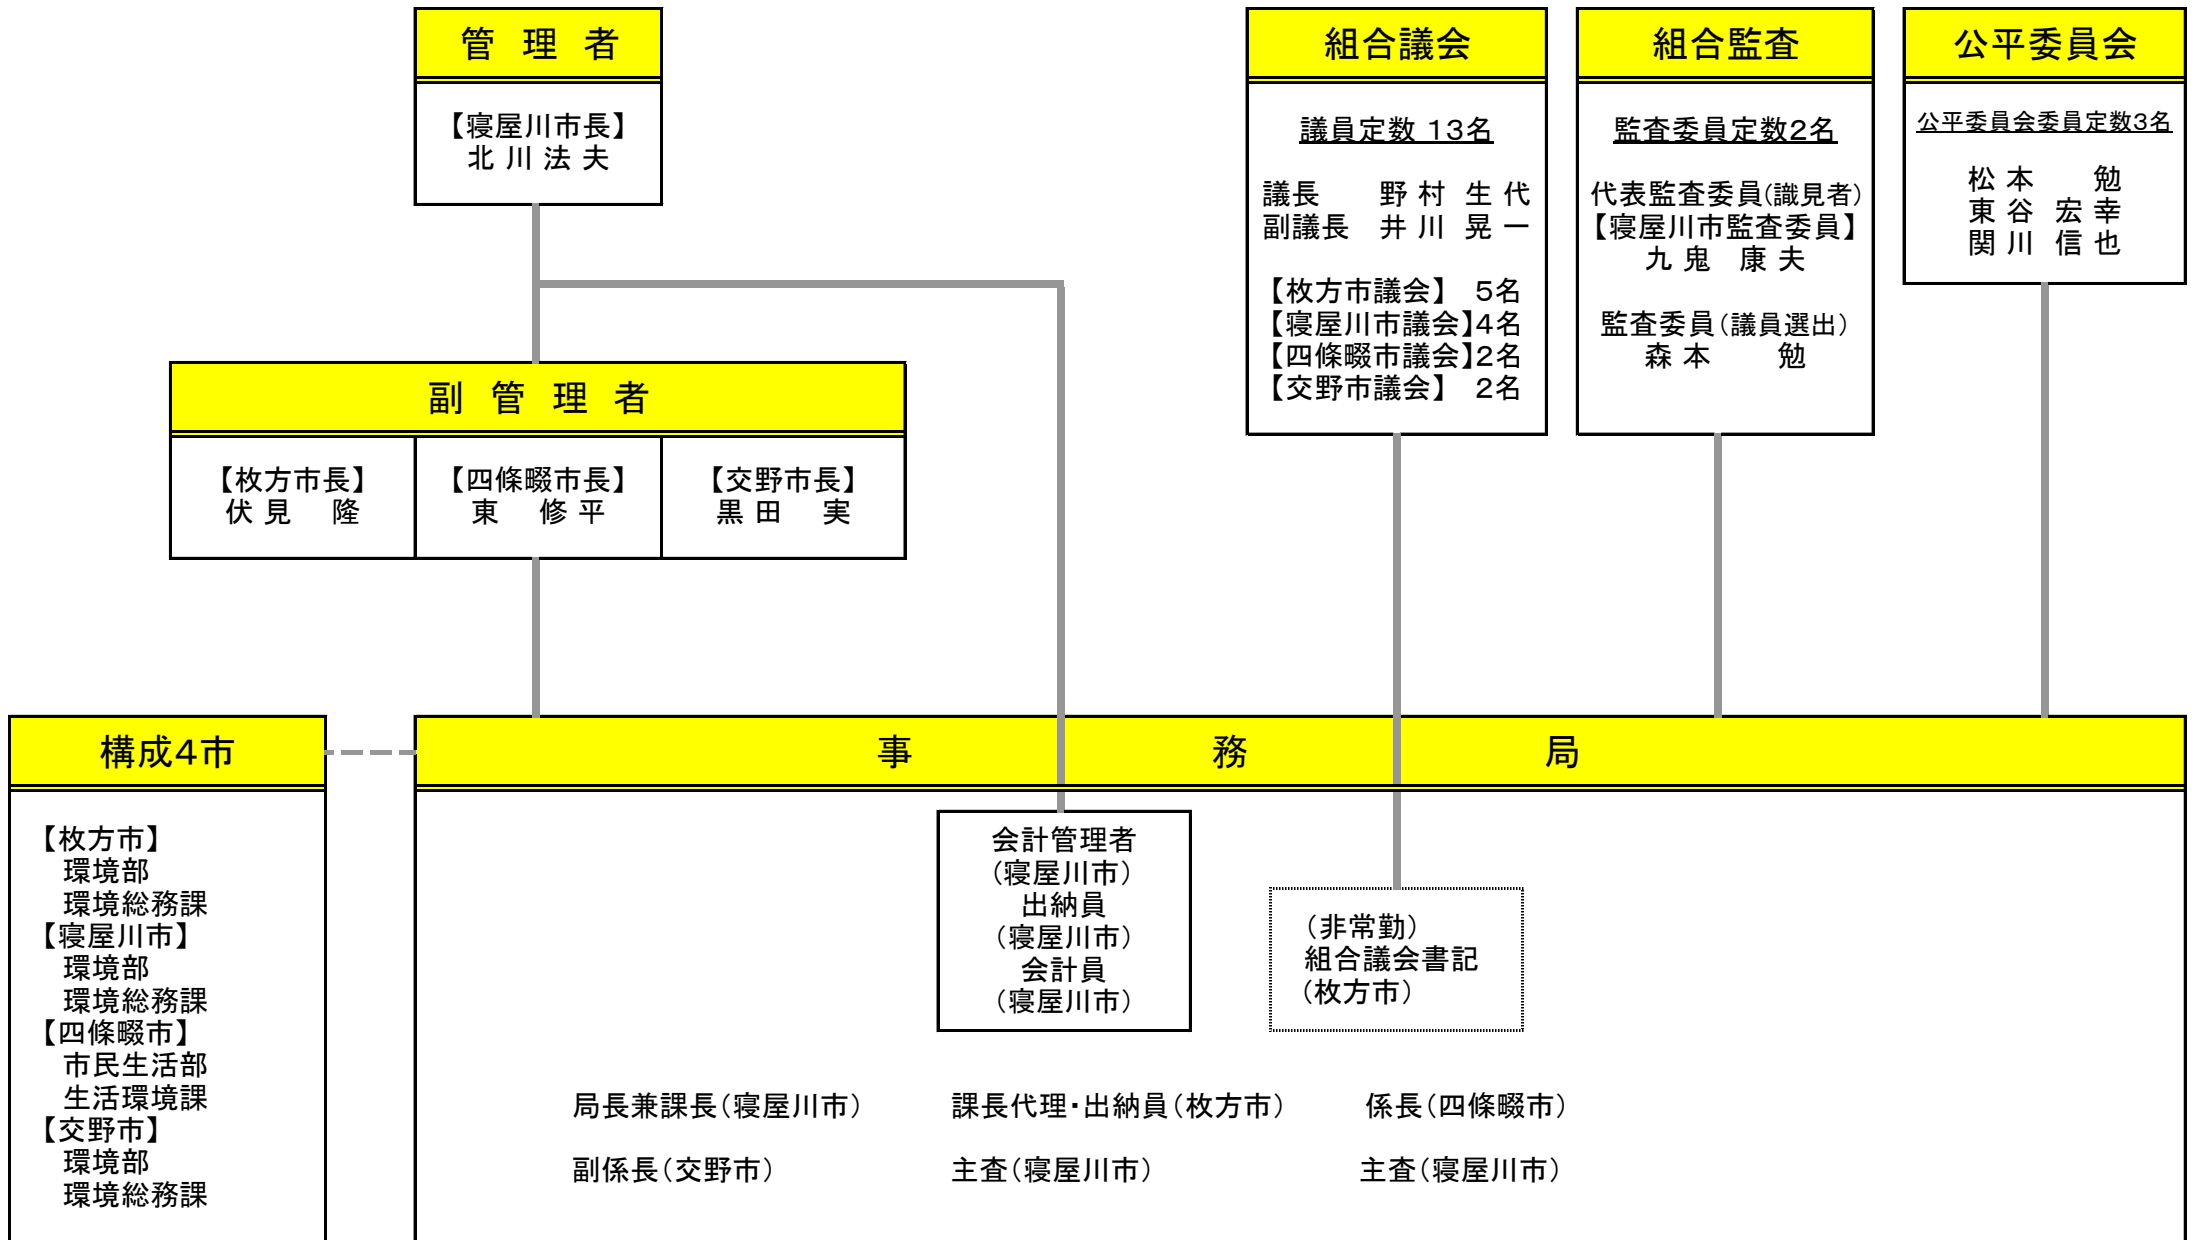 管 理 者
【寝屋川市長】
北 川 法 夫
副 管 理 者
【枚方市長】
伏 見 隆
【四條畷市長】
東 修 平
【交野市長】
黒 田 実
組合議会
議員定数 13名
議長 野 村 生 代
副議長 井 川 晃 一
【枚方市議会】 5名
【寝屋川市議会】4名
【四條畷市議会】2名
【交野市議会】 2名
組合監査
監査委員定数2名
代表監査委員(識見者)
【寝屋川市監査委員】
九 鬼 康 夫
監査委員(議員選出)
森 本 勉
公平委員会
公平委員会委員定数3名
松 本 勉
東 谷 宏 幸
関 川 信 也
構成4市
【枚方市】
環境部
環境総務課
【寝屋川市】
環境部
環境総務課
【四條畷市】
市民生活部
生活環境課
【交野市】
環境部
環境総務課
事 務 局
会計管理者
(寝屋川市)
出納員
(寝屋川市)
会計員
(寝屋川市)
(非常勤)
組合議会書記
(枚方市)
局長兼課長(寝屋川市) 課長代理・出納員(枚方市) 係長(四條畷市)
副係長(交野市) 主査(寝屋川市) 主査(寝屋川市)